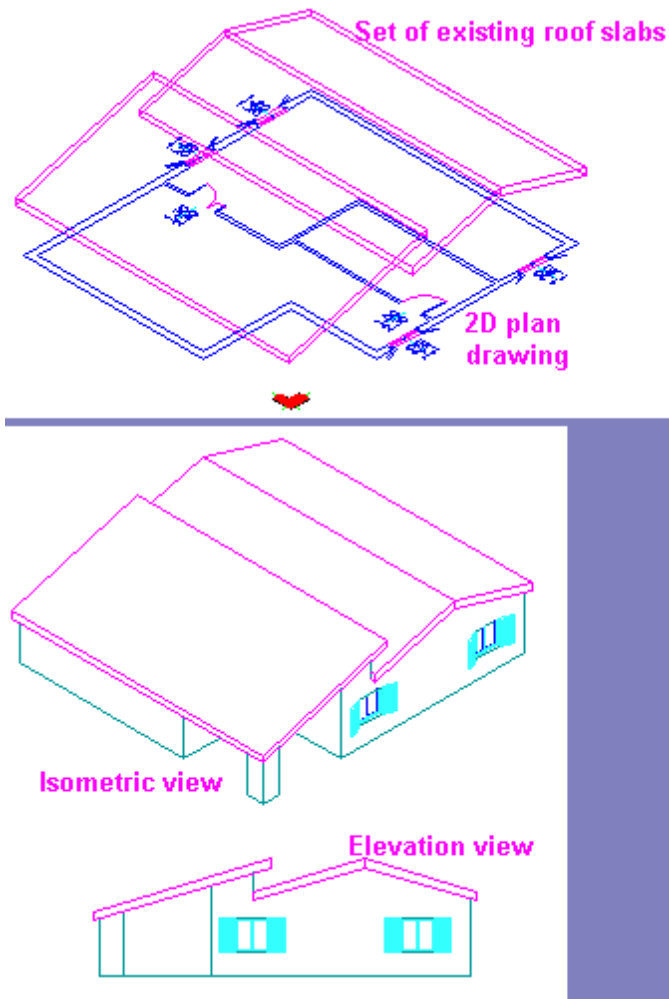 Set of existing roof slabs
2D plan
drawing
Isometric view
Elevation view